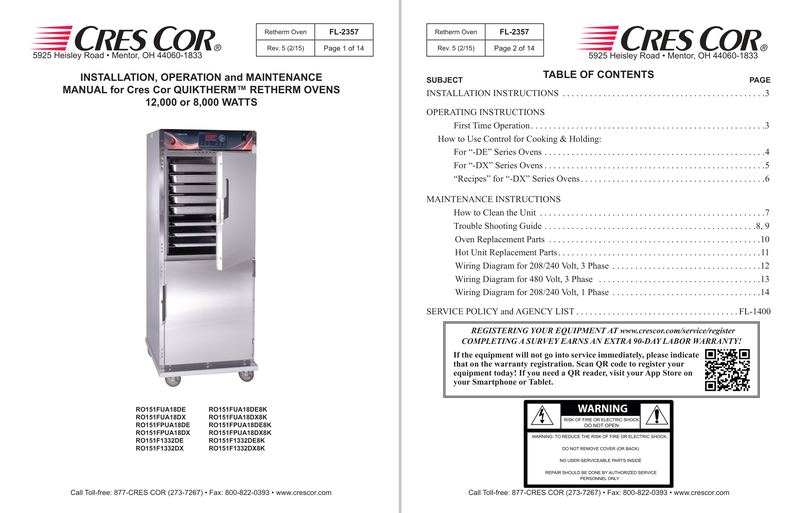 CRES COR®
5925 Heisley Road • Mentor, OH 44060-1833
Retherm Oven FL-2357
Rev. 5 (2/15) Page 1 of 14
INSTALLATION, OPERATION and MAINTENANCE
MANUAL for Cres Cor QUIKTHERM™ RETHERM OVENS
12,000 or 8,000 WATTS
RO151FUA18DE RO151FUA18DE8K
RO151FUA18DX RO151FUA18DX8K
RO151FPUA18DE RO151FPUA18DE8K
RO151FPUA18DX RO151FPUA18DX8K
RO151F1332DE RO151F1332DE8K
RO151F1332DX RO151F1332DX8K
Call Toll-free: 877-CRES COR (273-7267) • Fax: 800-822-0393 • www.crescor.com
Retherm Oven FL-2357
Rev. 5 (2/15) Page 2 of 14
CRES COR®
5925 Heisley Road • Mentor, OH 44060-1833
TABLE OF CONTENTS
SUBJECT PAGE
INSTALLATION INSTRUCTIONS . . . . . . . . . . . . . . . . . . . . . . . . . . . . . . . . . . . . . . . . . . . . .3
OPERATING INSTRUCTIONS
First Time Operation. . . . . . . . . . . . . . . . . . . . . . . . . . . . . . . . . . . . . . . . . . . . . . . . . . . .3
How to Use Control for Cooking & Holding:
For “-DE” Series Ovens . . . . . . . . . . . . . . . . . . . . . . . . . . . . . . . . . . . . . . . . . . . . . . . . .4
For “-DX” Series Ovens . . . . . . . . . . . . . . . . . . . . . . . . . . . . . . . . . . . . . . . . . . . . . . . . .5
“Recipes” for “-DX” Series Ovens. . . . . . . . . . . . . . . . . . . . . . . . . . . . . . . . . . . . . . . . .6
MAINTENANCE INSTRUCTIONS
How to Clean the Unit . . . . . . . . . . . . . . . . . . . . . . . . . . . . . . . . . . . . . . . . . . . . . . . . . .7
Trouble Shooting Guide . . . . . . . . . . . . . . . . . . . . . . . . . . . . . . . . . . . . . . . . . . . . . . .8, 9
Oven Replacement Parts . . . . . . . . . . . . . . . . . . . . . . . . . . . . . . . . . . . . . . . . . . . . . . .10
Hot Unit Replacement Parts. . . . . . . . . . . . . . . . . . . . . . . . . . . . . . . . . . . . . . . . . . . . .11
Wiring Diagram for 208/240 Volt, 3 Phase . . . . . . . . . . . . . . . . . . . . . . . . . . . . . . . . .12
Wiring Diagram for 480 Volt, 3 Phase . . . . . . . . . . . . . . . . . . . . . . . . . . . . . . . . . . . .13
Wiring Diagram for 208/240 Volt, 1 Phase . . . . . . . . . . . . . . . . . . . . . . . . . . . . . . . . .14
SERVICE POLICY and AGENCY LIST . . . . . . . . . . . . . . . . . . . . . . . . . . . . . . . . . . . . FL-1400
REGISTERING YOUR EQUIPMENT AT www.crescor.com/service/register
COMPLETING A SURVEY EARNS AN EXTRA 90-DAY LABOR WARRANTY!
If the equipment will not go into service immediately, please indicate
that on the warranty registration. Scan QR code to register your
equipment today! If you need a QR reader, visit your App Store on
your Smartphone or Tablet.
WARNING
RISK OF FIRE OR ELECTRIC SHOCK
DO NOT OPEN
WARNING: TO REDUCE THE RISK OF FIRE OR ELECTRIC SHOCK,
DO NOT REMOVE COVER (OR BACK)
NO USER-SERVICEABLE PARTS INSIDE
REPAIR SHOULD BE DONE BY AUTHORIZED SERVICE
PERSONNEL ONLY
Call Toll-free: 877-CRES COR (273-7267) • Fax: 800-822-0393 • www.crescor.com